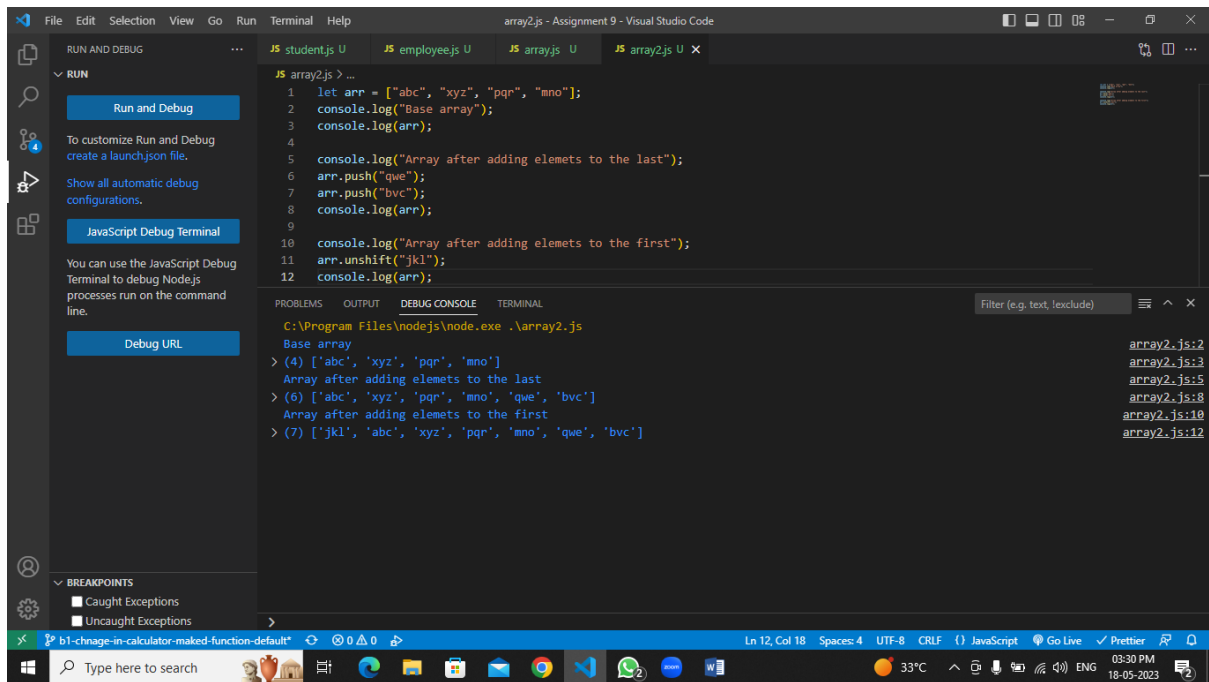 File Edit Selection View Go Run Terminal Help
array2.js - Assignment 9 - Visual Studio Code
RUN AND DEBUG
RUN
Run and Debug
To customize Run and Debug
create a launch.json file.
Show all automatic debug
configurations.
JavaScript Debug Terminal
You can use the JavaScript Debug
Terminal to debug Node.js
processes run on the command
line.
Debug URL
BREAKPOINTS
Caught Exceptions
Uncaught Exceptions
4
JS student.js U JS employee.js U JS array.js U JS array2.js U
JS array2.js > ...
1 let arr = ["abc", "xyz", "pqr", "mno"];
2 console.log("Base array");
3 console.log(arr);
4
5 console.log("Array after adding elemets to the last");
6 arr.push("qwe");
7 arr.push("bvc");
8 console.log(arr);
9
10 console.log("Array after adding elemets to the first");
11 arr.unshift("jkl");
12 console.log(arr);
PROBLEMS OUTPUT DEBUG CONSOLE TERMINAL
Filter (e.g. text, !exclude)
C:\Program Files\nodejs\node.exe .\array2.js
Base array array2.js:2
> (4) ['abc', 'xyz', 'pqr', 'mno'] array2.js:3
Array after adding elemets to the last array2.js:5
> (6) ['abc', 'xyz', 'pqr', 'mno', 'qwe', 'bvc'] array2.js:8
Array after adding elemets to the first array2.js:10
> (7) ['jkl', 'abc', 'xyz', 'pqr', 'mno', 'qwe', 'bvc'] array2.js:12
>
b1-chnage-in-calculator-maked-function-default* 0 0 Ln 12, Col 18 Spaces: 4 UTF-8 CRLF {} JavaScript Go Live Prettier
Type here to search
2
zoom
W
33°C ENG
03:30 PM
18-05-2023
2